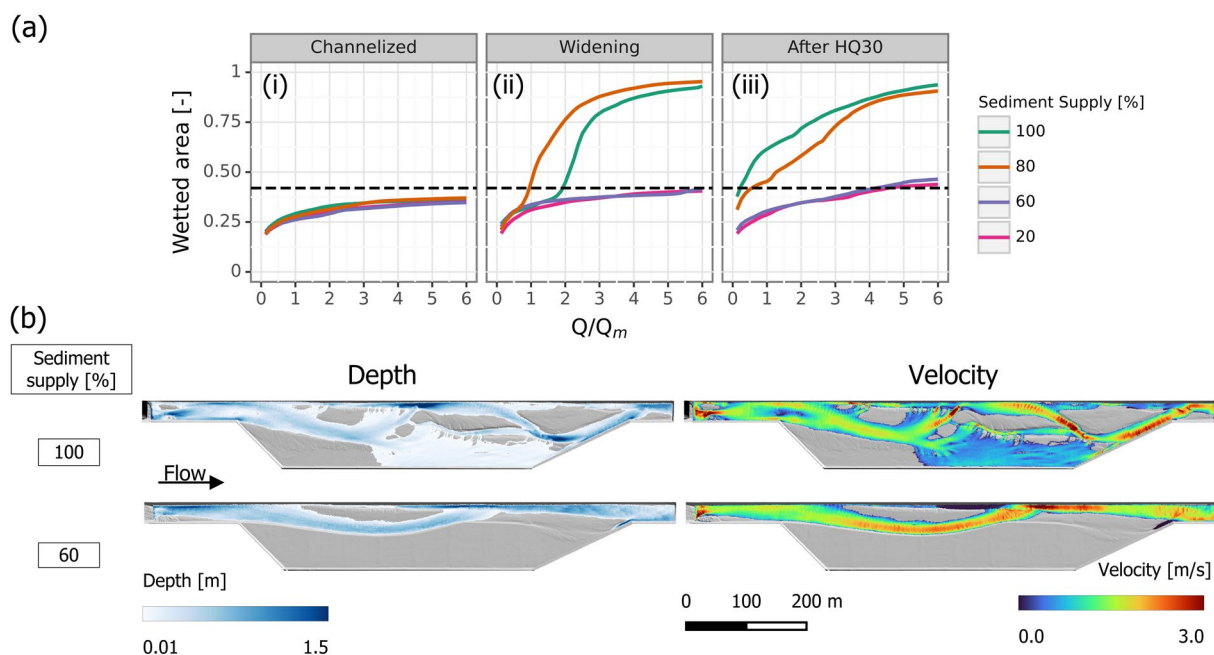 (a)
Channelized Widening After HQ30
(i) (ii) (iii)
Wetted area [-]
1
0.75
0.50
0.25
0
0 1 2 3 4 5 6 0 1 2 3 4 5 6 0 1 2 3 4 5 6
Q/Qm
Sediment Supply [%]
100
80
60
20
(b)
Sediment
supply [%]
Depth Velocity
100
Flow
60
Depth [m]
0.01 1.5
0 100 200 m
Velocity [m/s]
0.0 3.0